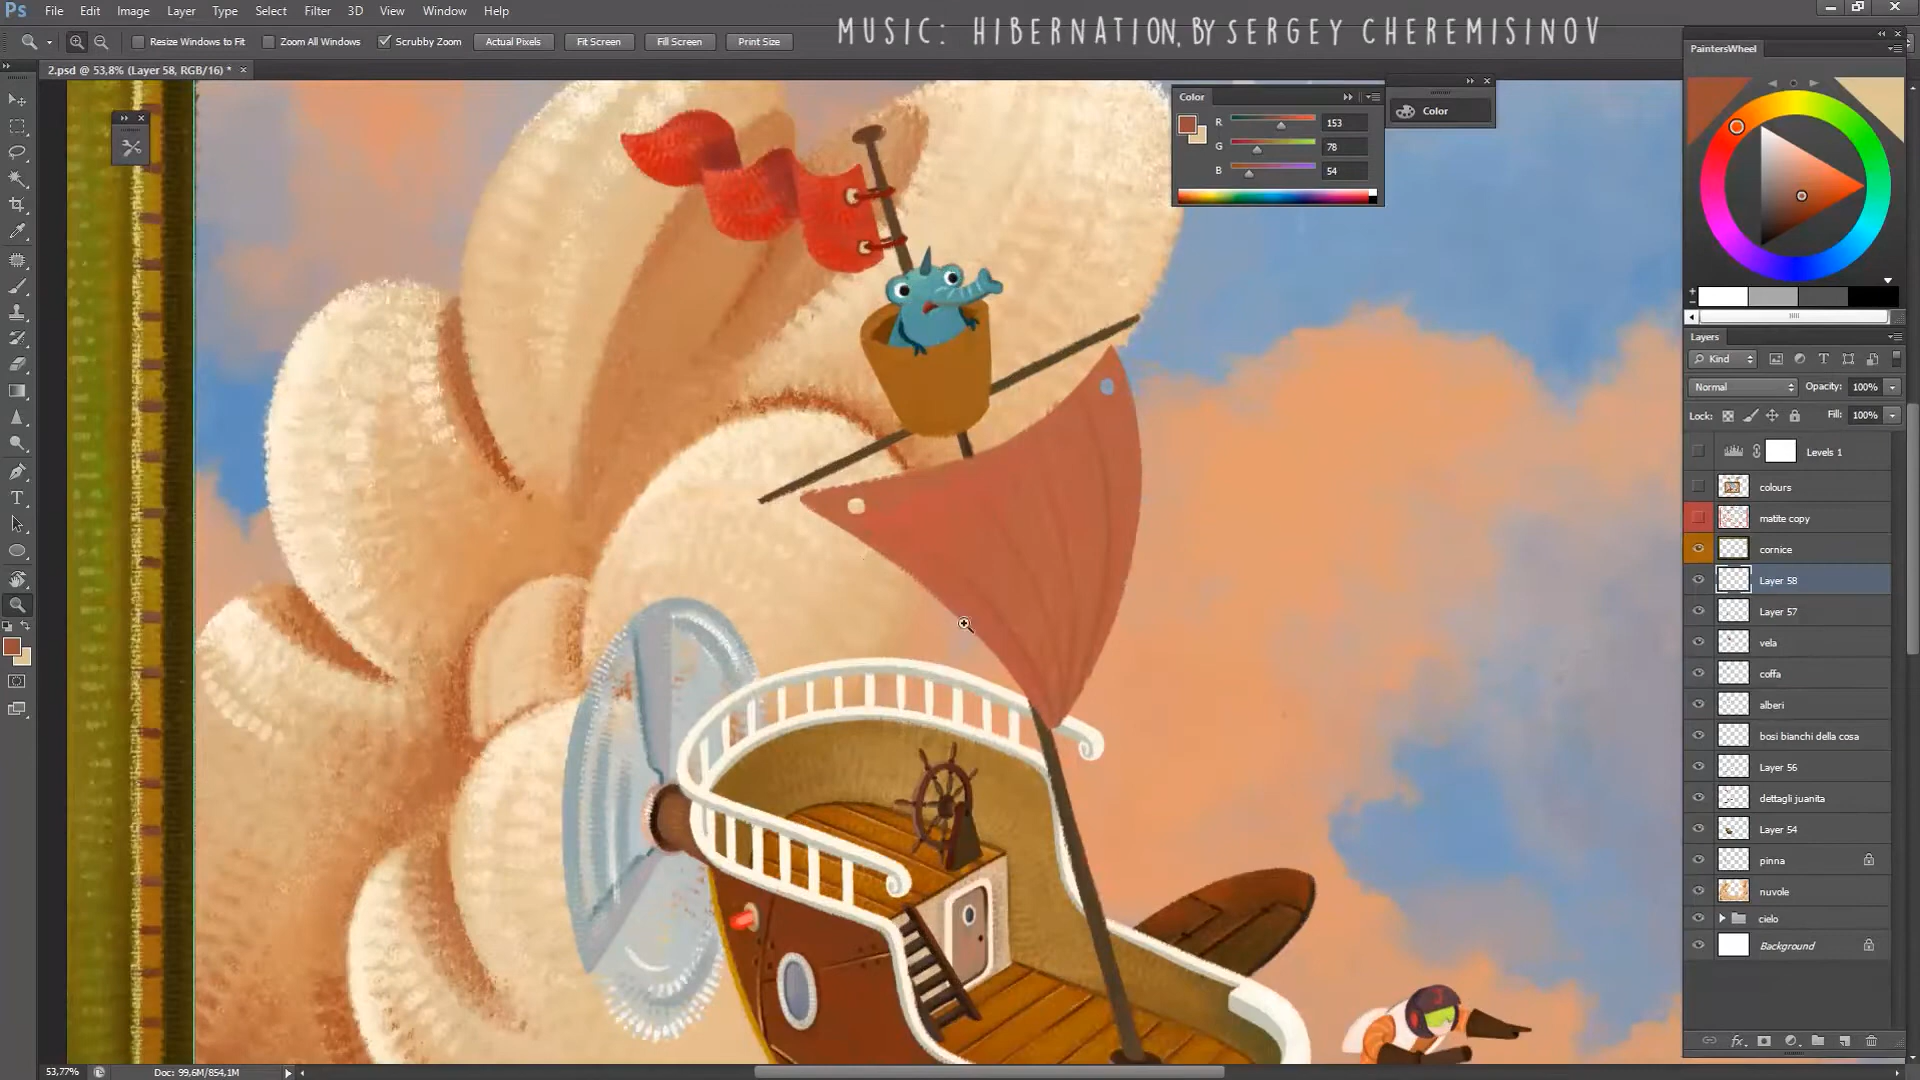 Ps File Edit Image Layer Type Select Filter 3D View Window Help
MUSIC: HIBERNATION, BY SERGEY CHEREMISINOV
Resize Windows to Fit Zoom All Windows Scrubby Zoom Actual Pixels Fit Screen Fill Screen Print Size
2.psd @ 53,8% (Layer 58, RGB/16) *
PaintersWheel
Color
R 153
G 78
B 54
Color
Layers
Kind
Normal Opacity: 100%
Lock: Fill: 100%
Levels 1
colours
matite copy
cornice
Layer 58
Layer 57
vela
coffa
alberi
bosi bianchi della cosa
Layer 56
dettagli juanita
Layer 54
pinna
nuvole
cielo
Background
53,77% Doc: 99,6M/854,1M